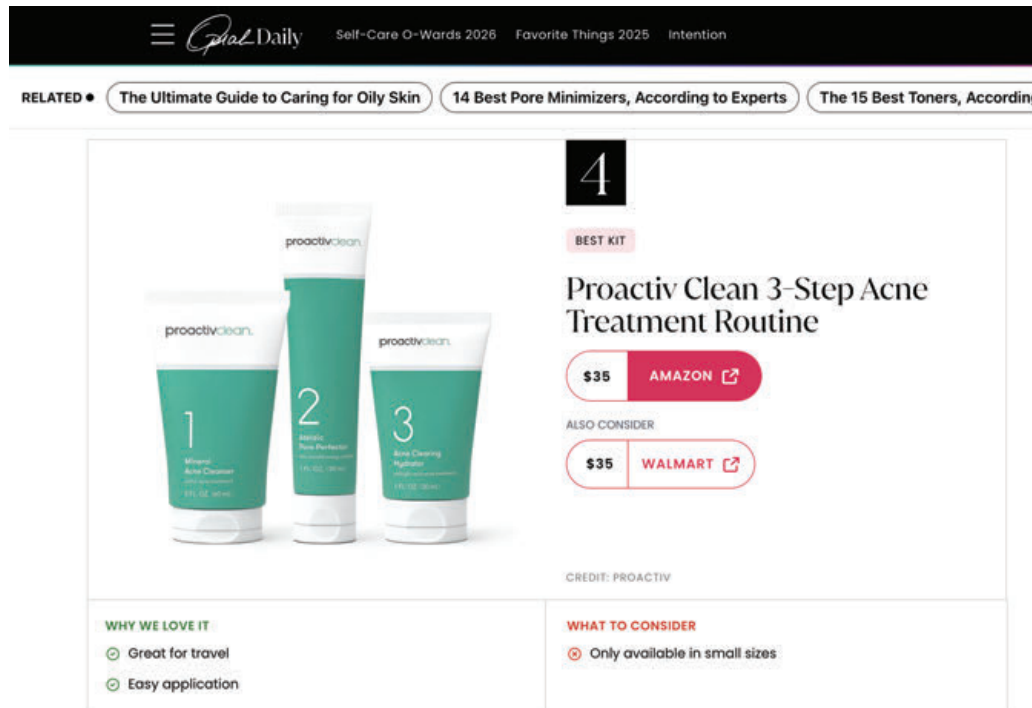 Oprah Daily
Self-Care O-Wards 2026 Favorite Things 2025 Intention
RELATED ● The Ultimate Guide to Caring for Oily Skin 14 Best Pore Minimizers, According to Experts The 15 Best Toners, According
4
BEST KIT
Proactiv Clean 3-Step Acne
Treatment Routine
$35 AMAZON
ALSO CONSIDER
$35 WALMART
CREDIT: PROACTIV
proactivclean.
1
Mineral
Acne Cleanser
proactivclean.
2
Pore Perfector
proactivclean.
3
Acne Clearing
Hydrator
WHY WE LOVE IT
Great for travel
Easy application
WHAT TO CONSIDER
Only available in small sizes